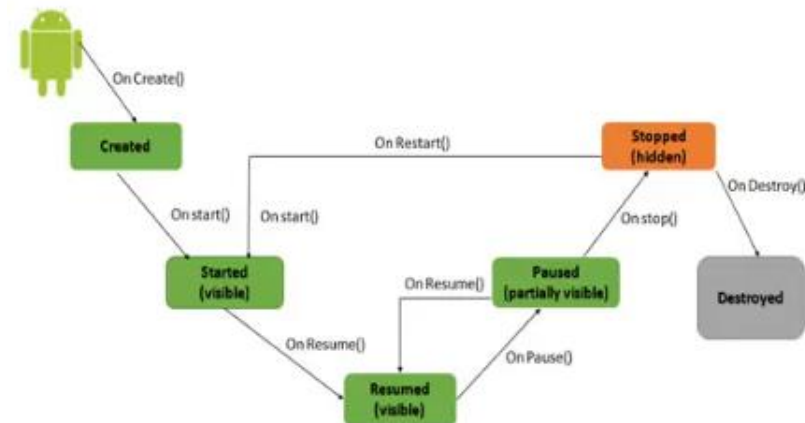 On Create()
Created
On Restart()
Stopped
(hidden)
On Destroy()
On start()
On start()
On stop()
Started
(visible)
On Resume()
Paused
(partially visible)
Destroyed
On Resume()
On Pause()
Resumed
(visible)